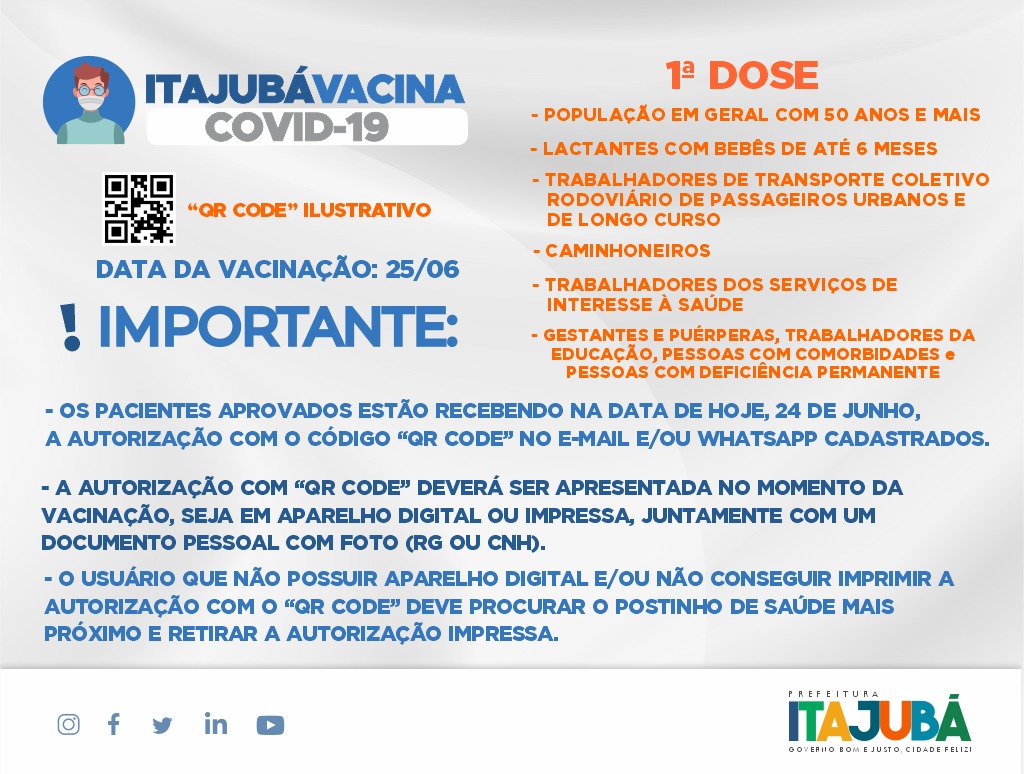 ITAJUBÁVACINA
COVID-19
"QR CODE" ILUSTRATIVO
DATA DA VACINAÇÃO: 25/06
! IMPORTANTE:
1ª DOSE
- POPULAÇÃO EM GERAL COM 50 ANOS E MAIS
- LACTANTES COM BEBÊS DE ATÉ 6 MESES
- TRABALHADORES DE TRANSPORTE COLETIVO
RODOVIÁRIO DE PASSAGEIROS URBANOS E
DE LONGO CURSO
- CAMINHONEIROS
- TRABALHADORES DOS SERVIÇOS DE
INTERESSE À SAÚDE
- GESTANTES E PUÉRPERAS, TRABALHADORES DA
EDUCAÇÃO, PESSOAS COM COMORBIDADES e
PESSOAS COM DEFICIÊNCIA PERMANENTE
- OS PACIENTES APROVADOS ESTÃO RECEBENDO NA DATA DE HOJE, 24 DE JUNHO,
A AUTORIZAÇÃO COM O CÓDIGO "QR CODE" NO E-MAIL E/OU WHATSAPP CADASTRADOS.
- A AUTORIZAÇÃO COM "QR CODE" DEVERÁ SER APRESENTADA NO MOMENTO DA
VACINAÇÃO, SEJA EM APARELHO DIGITAL OU IMPRESSA, JUNTAMENTE COM UM
DOCUMENTO PESSOAL COM FOTO (RG OU CNH).
- O USUÁRIO QUE NÃO POSSUIR APARELHO DIGITAL E/OU NÃO CONSEGUIR IMPRIMIR A
AUTORIZAÇÃO COM O "QR CODE" DEVE PROCURAR O POSTINHO DE SAÚDE MAIS
PRÓXIMO E RETIRAR A AUTORIZAÇÃO IMPRESSA.
PREFEITURA
ITAJUBÁ
GOVERNO BOM E JUSTO, CIDADE FELIZ!